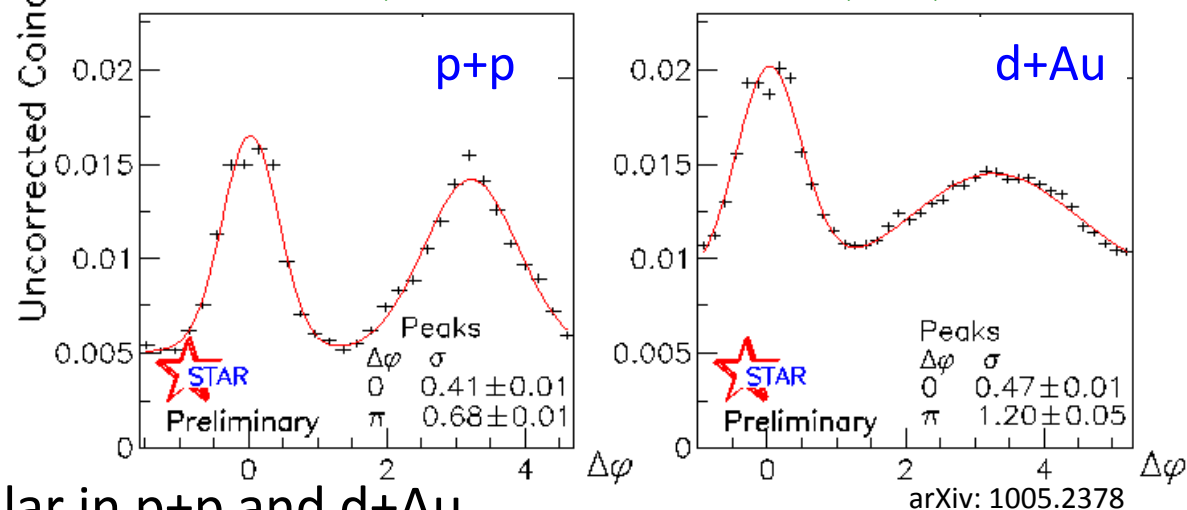 Uncorrected
p+p
0.02
0.015
0.01
0.005
0
Peaks
Δφ σ
0 0.41±0.01
π 0.68±0.01
STAR
Preliminary
0 2 4 Δφ
d+Au
0.02
0.015
0.01
0.005
0
Peaks
Δφ σ
0 0.47±0.01
π 1.20±0.05
STAR
Preliminary
0 2 4 Δφ
in p+p and d+Au
arXiv: 1005.2378